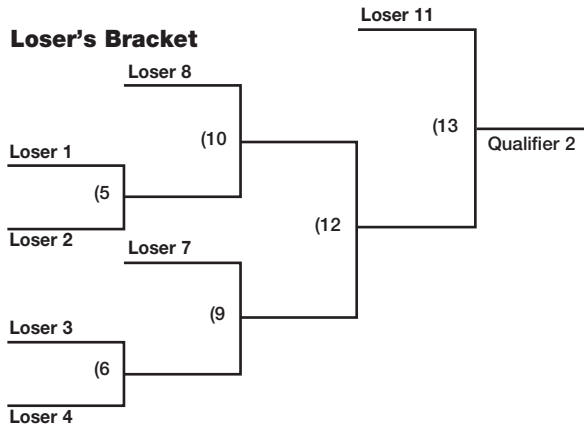 Loser 11
Loser's Bracket
Loser 8
(13
(10
Qualifier 2
Loser 1
(5
(12
Loser 2
Loser 7
(9
Loser 3
(6
Loser 4